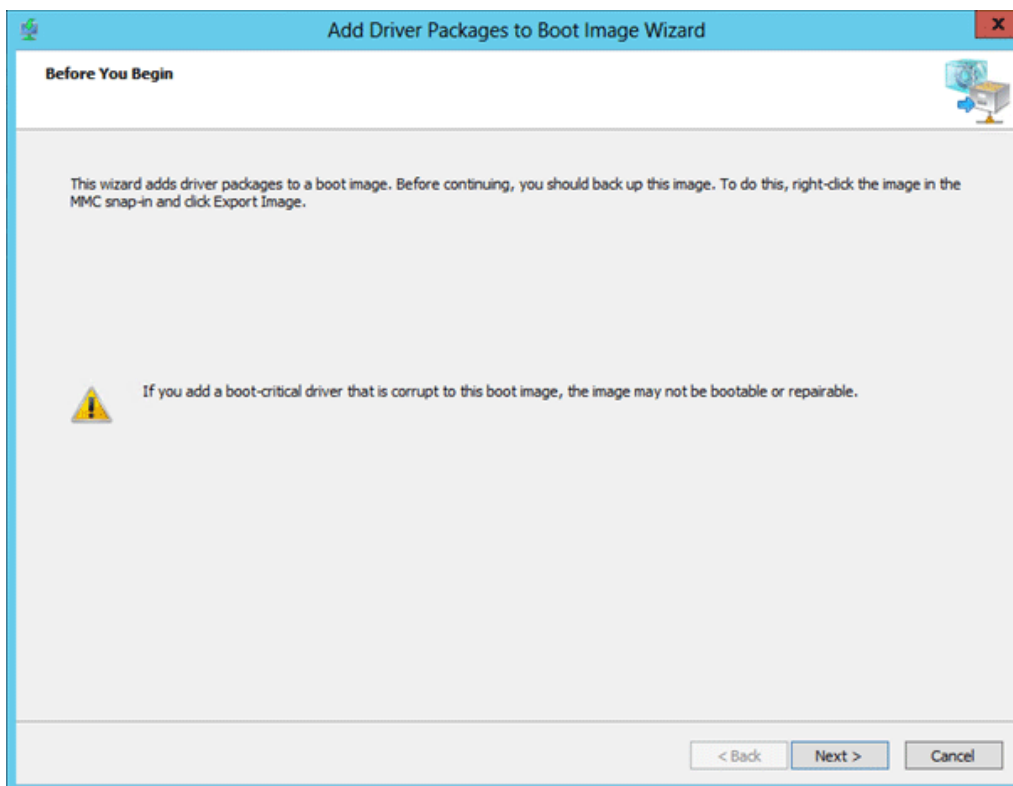 Add Driver Packages to Boot Image Wizard
x
Before You Begin
This wizard adds driver packages to a boot image. Before continuing, you should back up this image. To do this, right-click the image in the
MMC snap-in and click Export Image.
If you add a boot-critical driver that is corrupt to this boot image, the image may not be bootable or repairable.
< Back Next > Cancel